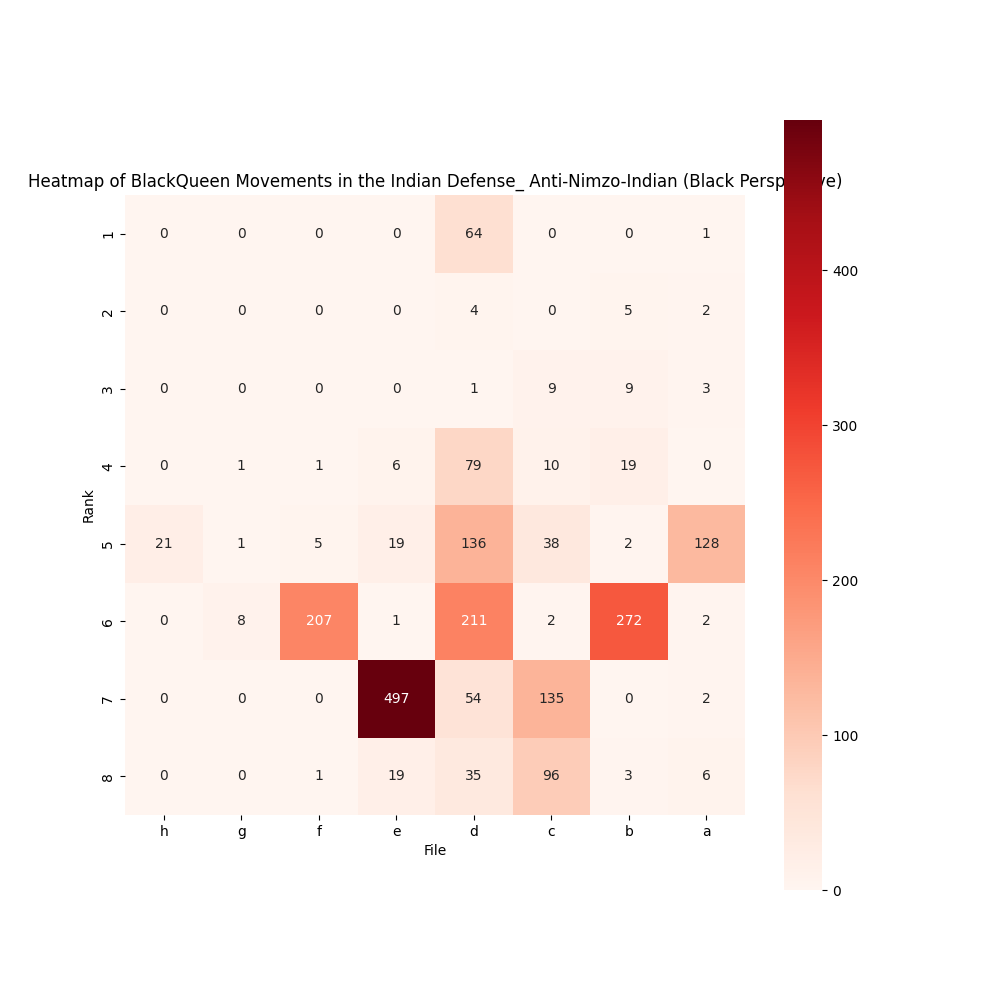 Heatmap of BlackQueen Movements in the Indian Defense_ Anti-Nimzo-Indian (Black Persp ve)
1 0 0 0 0 64 0 0 1
2 0 0 0 0 4 0 5 2
3 0 0 0 0 1 9 9 3
4 0 1 1 6 79 10 19 0
5 21 1 5 19 136 38 2 128
6 0 8 207 1 211 2 272 2
7 0 0 0 497 54 135 0 2
8 0 0 1 19 35 96 3 6
h g f e d c b a
File
Rank
400
300
200
100
0